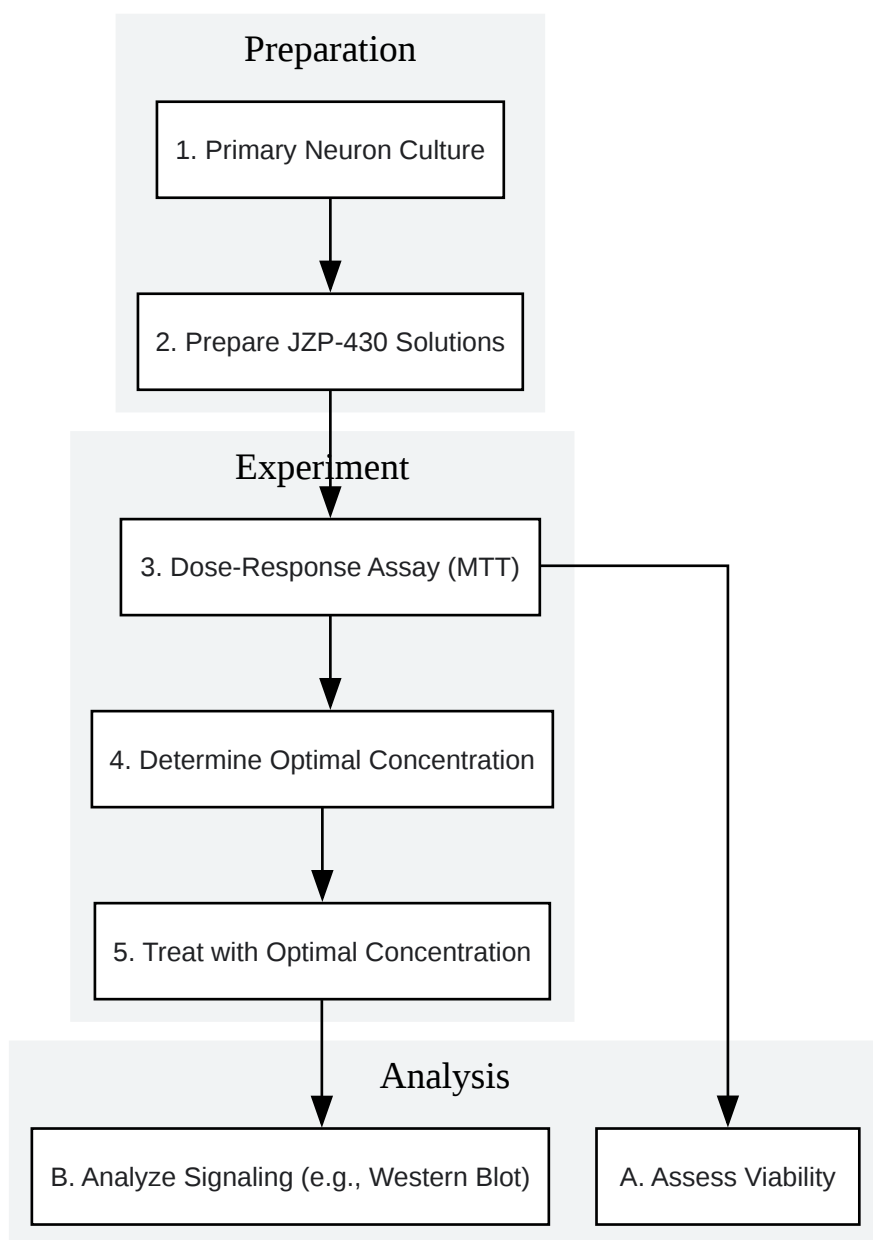 Preparation
1. Primary Neuron Culture
2. Prepare JZP-430 Solutions
Experiment
3. Dose-Response Assay (MTT)
4. Determine Optimal Concentration
5. Treat with Optimal Concentration
Analysis
B. Analyze Signaling (e.g., Western Blot)
A. Assess Viability